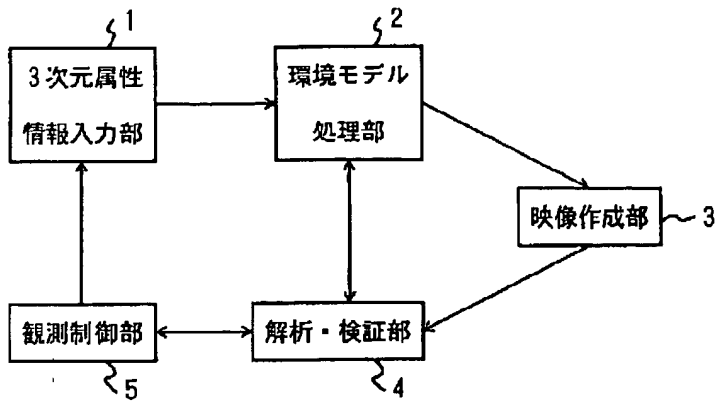 1
3次元属性
情報入力部
2
環境モデル
処理部
映像作成部
3
観測制御部
5
解析・検証部
4